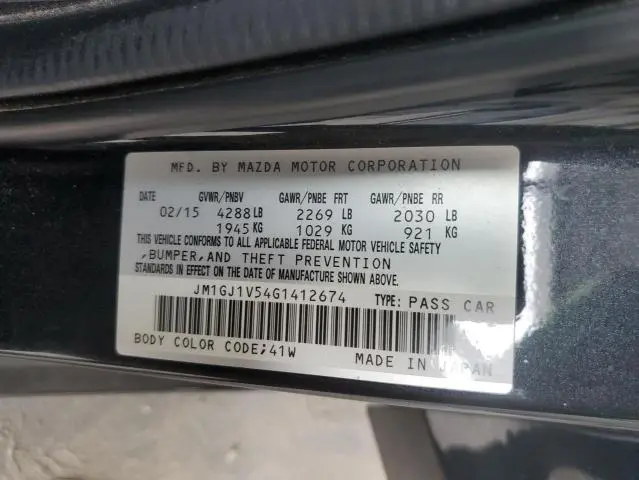 MFD. BY MAZDA MOTOR CORPORATION
DATE GVWR/PNBV GAWR/PNBE FRT GAWR/PNBE RR
02/15 4288 LB 2269 LB 2030 LB
1945 KG 1029 KG 921 KG
THIS VEHICLE CONFORMS TO ALL APPLICABLE FEDERAL MOTOR VEHICLE SAFETY
,BUMPER,AND THEFT PREVENTION
STANDARDS IN EFFECT ON THE DATE OF MANUFACTURE SHOWN ABOVE.
JM1GJ1V54G1412674 TYPE: PASS CAR
BODY COLOR CODE;41W MADE IN JAPAN